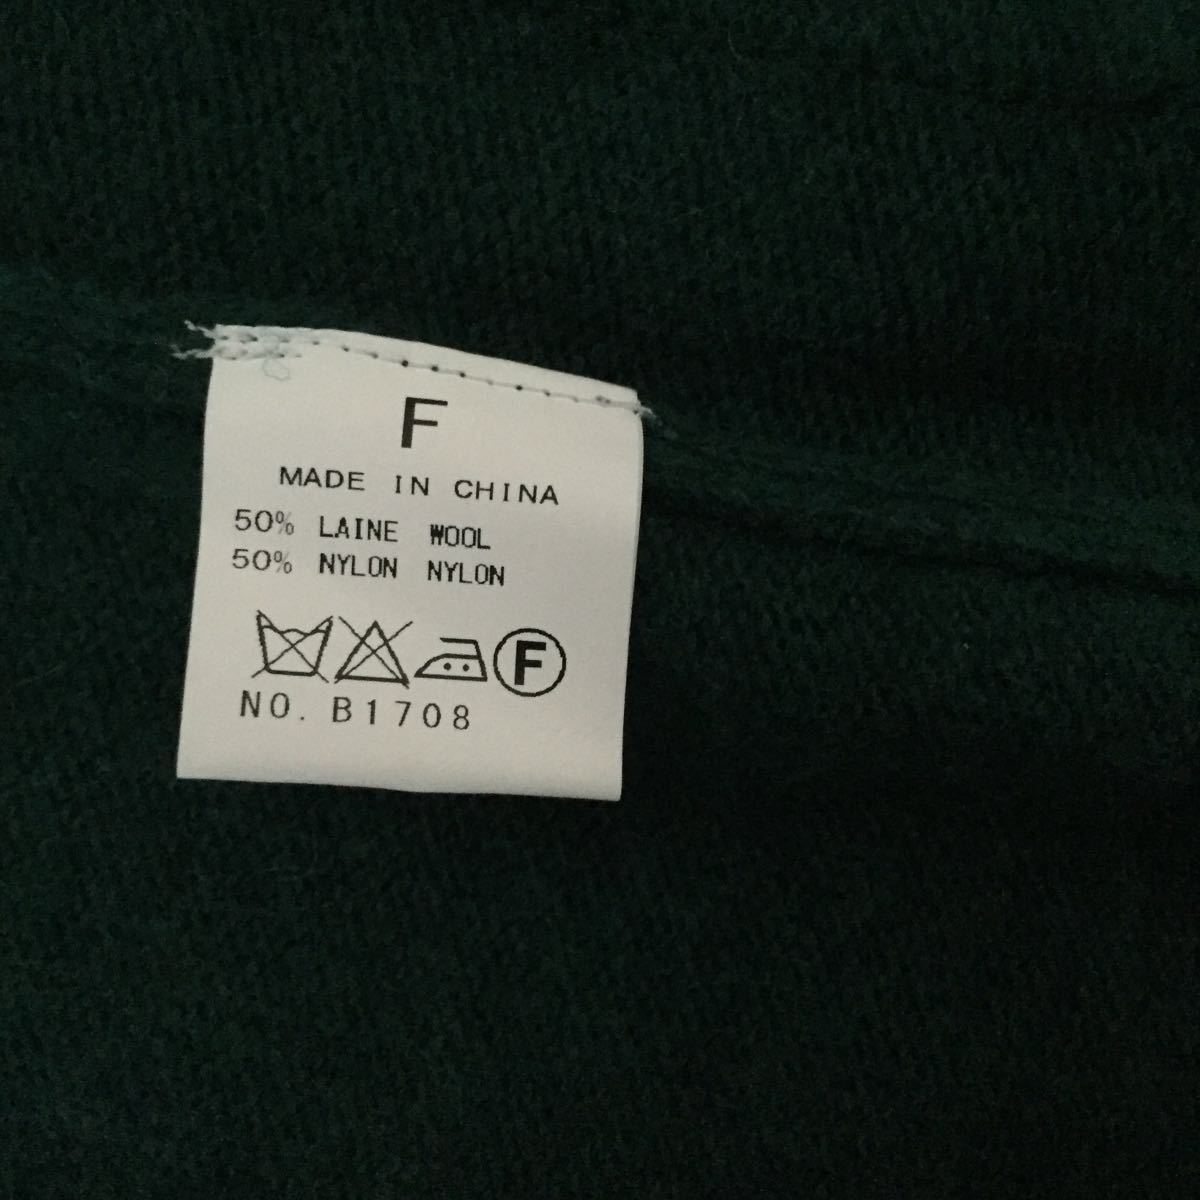 F
MADE IN CHINA
50% LAINE WOOL
50% NYLON NYLON
F
NO. B1708